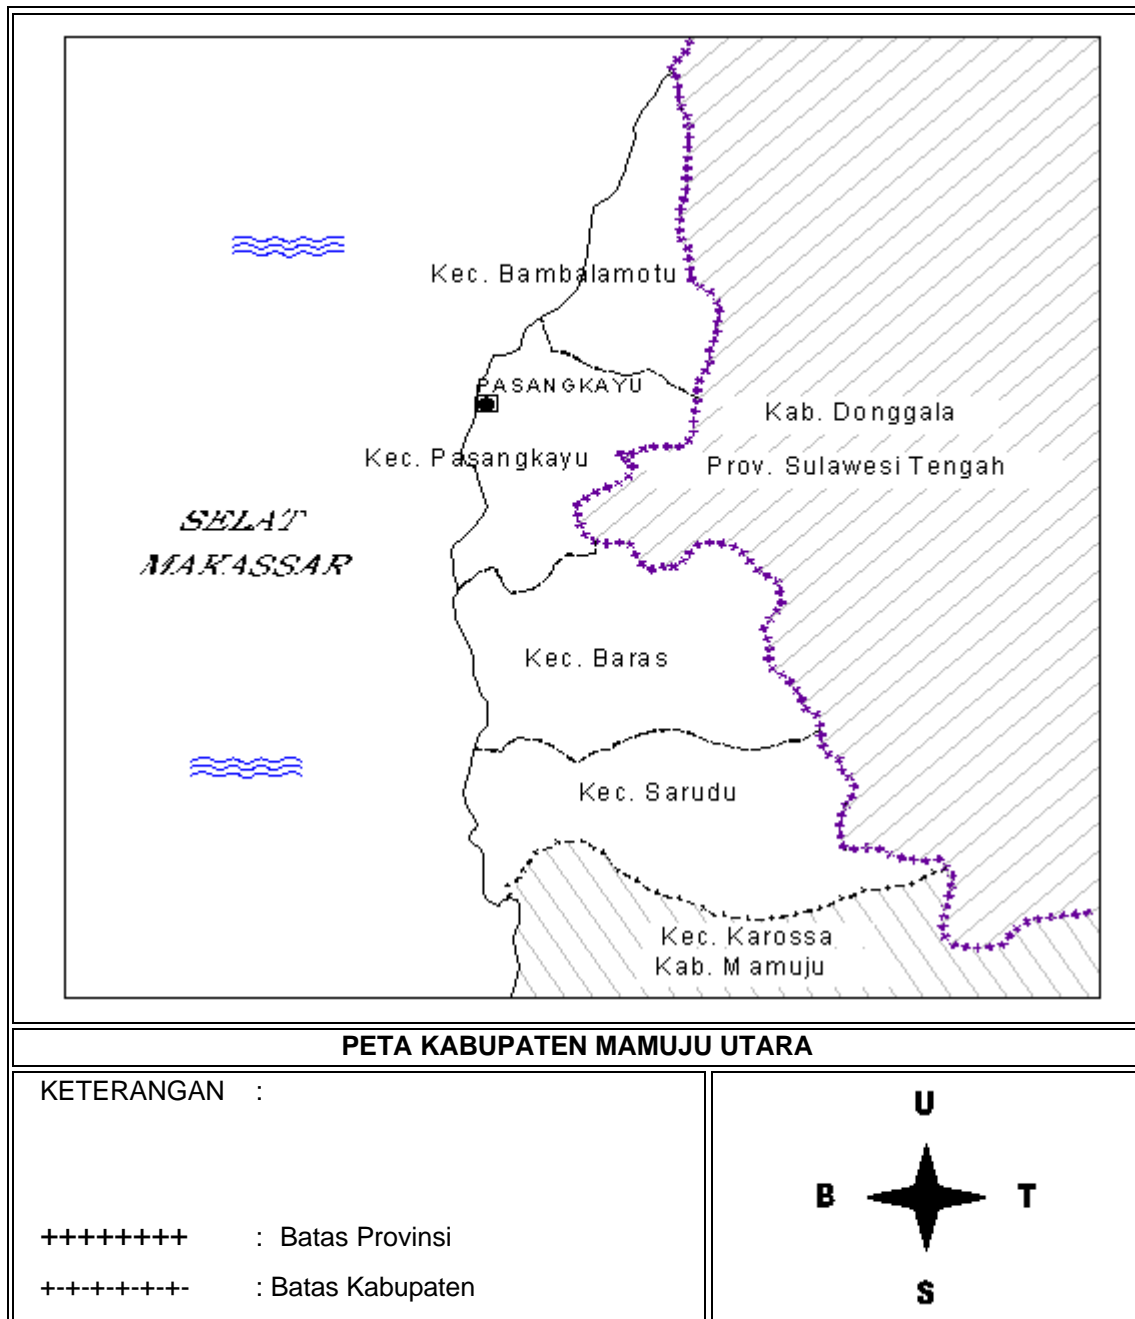 Kec. Bambalamotu
PASANGKAYU
Kab. Donggala
Kec. Pasangkayu
Prov. Sulawesi Tengah
SELAT
MAKASSAR
Kec. Baras
Kec. Sarudu
Kec. Karossa
Kab. Mamuju
PETA KABUPATEN MAMUJU UTARA
KETERANGAN :
++++++++ : Batas Provinsi
+-+-+-+-+-+- : Batas Kabupaten
U
B T
S